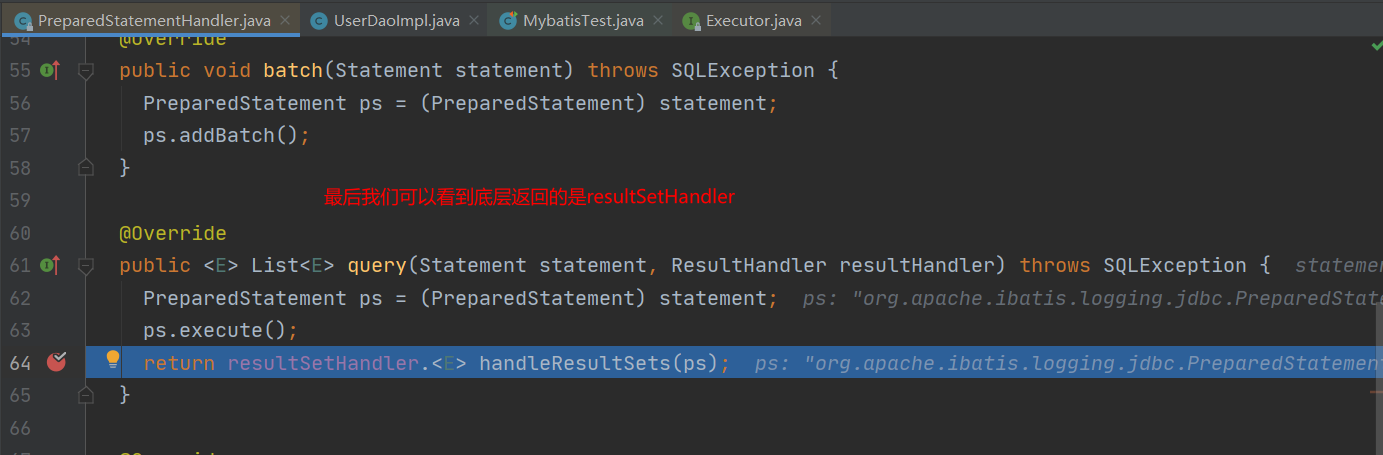 PreparedStatementHandler.java UserDaoImpl.java MybatisTest.java Executor.java
54 @Override
55 public void batch(Statement statement) throws SQLException {
56 PreparedStatement ps = (PreparedStatement) statement;
57 ps.addBatch();
58 }
59 最后我们可以看到底层返回的是resultSetHandler
60 @Override
61 public <E> List<E> query(Statement statement, ResultHandler resultHandler) throws SQLException { statemen
62 PreparedStatement ps = (PreparedStatement) statement; ps: "org.apache.ibatis.logging.jdbc.PreparedState
63 ps.execute();
64 return resultSetHandler.<E> handleResultSets(ps); ps: "org.apache.ibatis.logging.jdbc.PreparedStatement
65 }
66